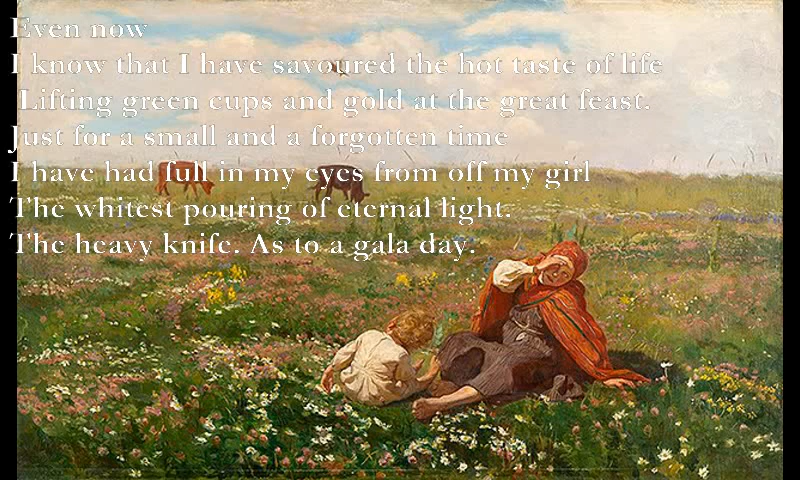 Even now
I know that I have savoured the hot taste of life
Lifting green cups and gold at the great feast.
Just for a small and a forgotten time
I have had full in my eyes from off my girl
The whitest pouring of eternal light.
The heavy knife. As to a gala day.